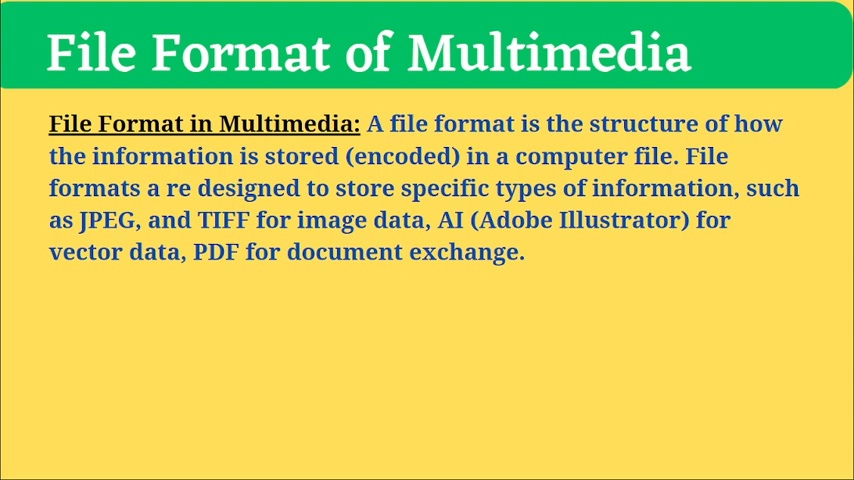 File Format of Multimedia
File Format in Multimedia: A file format is the structure of how
the information is stored (encoded) in a computer file. File
formats a re designed to store specific types of information, such
as JPEG, and TIFF for image data, AI (Adobe Illustrator) for
vector data, PDF for document exchange.